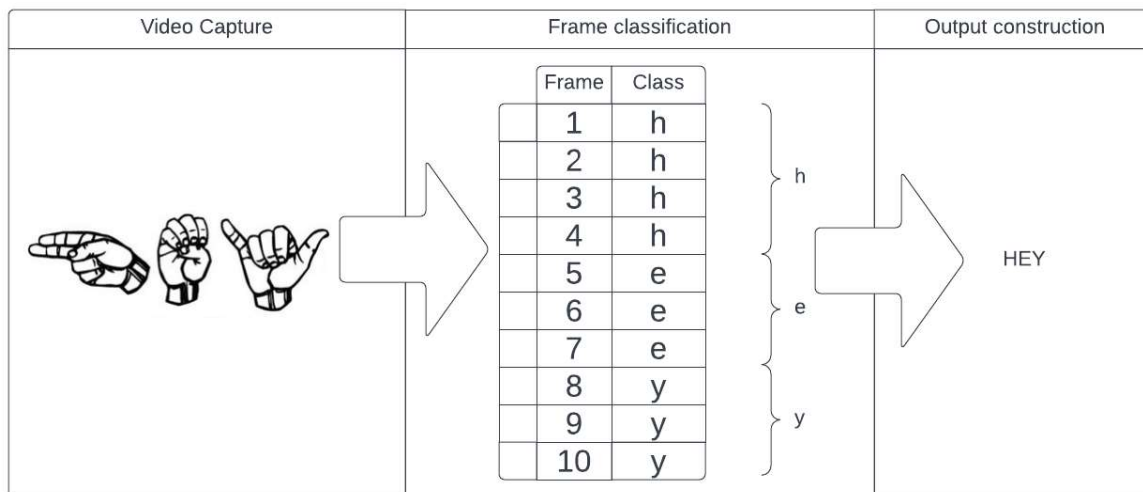 Video Capture Frame classification Output construction
Frame Class
1 h
2 h
3 h
4 h
h
5 e
6 e
7 e
e
8 y
9 y
10 y
y
HEY